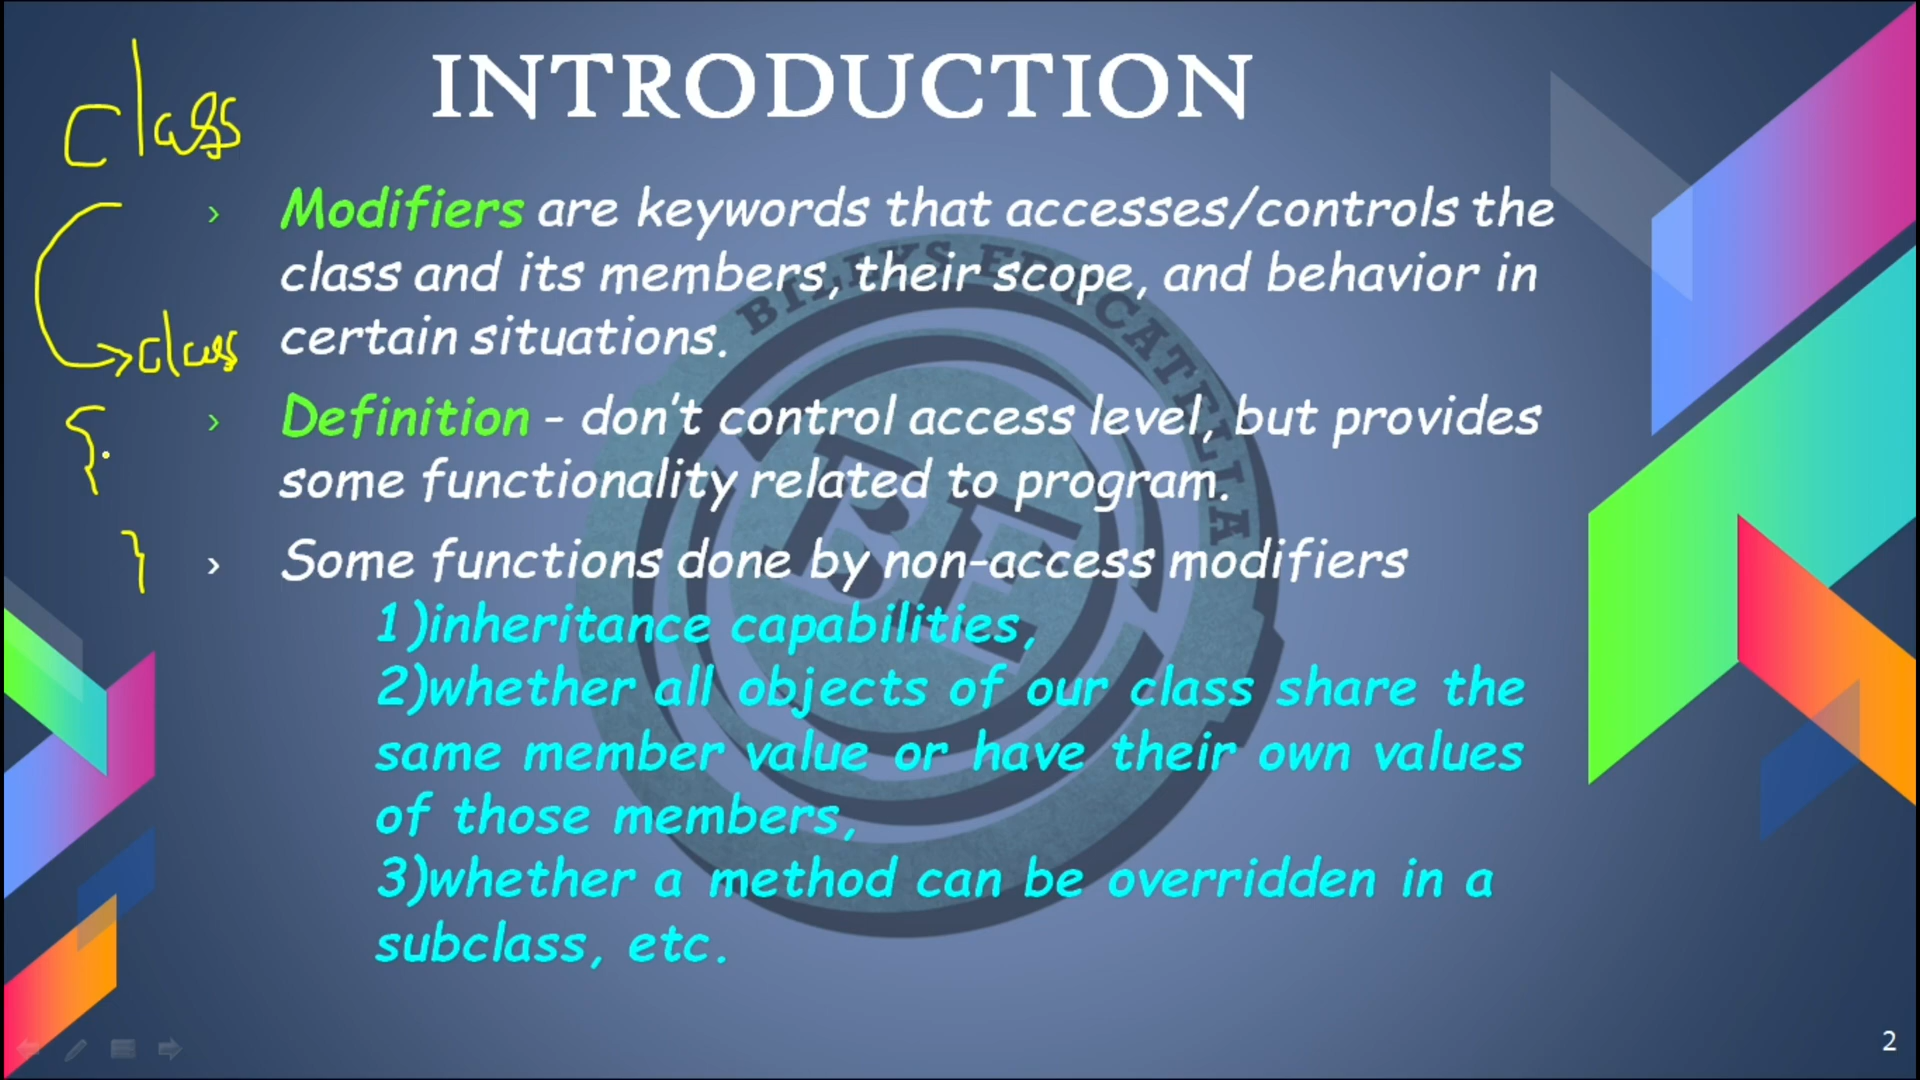 class
INTRODUCTION
› Modifiers are keywords that accesses/controls the
class and its members, their scope, and behavior in
certain situations.
class
› Definition - don't control access level, but provides
some functionality related to program.
{
}
› Some functions done by non-access modifiers
1)inheritance capabilities,
2)whether all objects of our class share the
same member value or have their own values
of those members,
3)whether a method can be overridden in a
subclass, etc.
BILLYS EDUCATELIA
BE
2